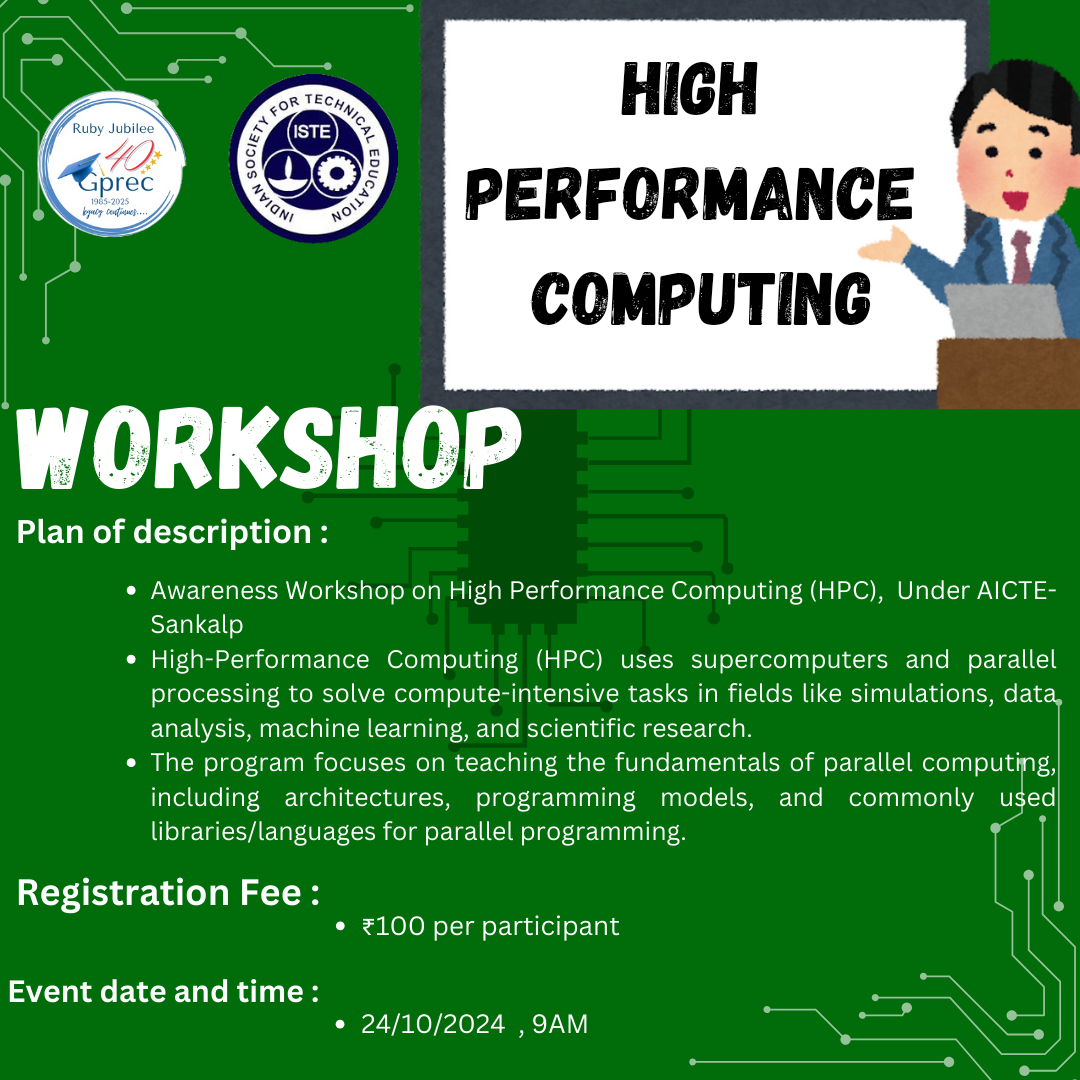 Ruby Jubilee
40
Gprec
1985-2025
legacy continues....
INDIAN SOCIETY FOR TECHNICAL EDUCATION
ISTE
HIGH
PERFORMANCE
COMPUTING
WORKSHOP
Plan of description :
• Awareness Workshop on High Performance Computing (HPC), Under AICTE-
Sankalp
• High-Performance Computing (HPC) uses supercomputers and parallel
processing to solve compute-intensive tasks in fields like simulations, data
analysis, machine learning, and scientific research.
• The program focuses on teaching the fundamentals of parallel computing,
including architectures, programming models, and commonly used
libraries/languages for parallel programming.
Registration Fee :
• ₹100 per participant
Event date and time :
• 24/10/2024 , 9AM